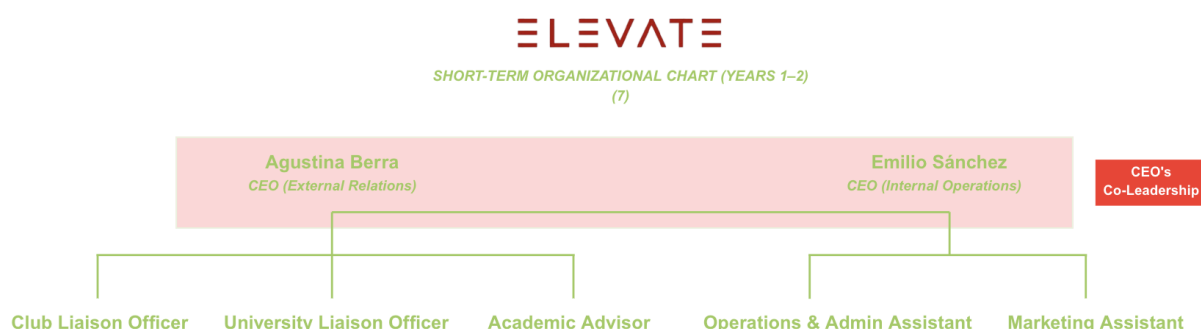 ELEVATE
SHORT-TERM ORGANIZATIONAL CHART (YEARS 1–2)
(7)
Agustina Berra
CEO (External Relations)
Emilio Sánchez
CEO (Internal Operations)
CEO's
Co-Leadership
Club Liaison Officer
University Liaison Officer
Academic Advisor
Operations & Admin Assistant
Marketing Assistant